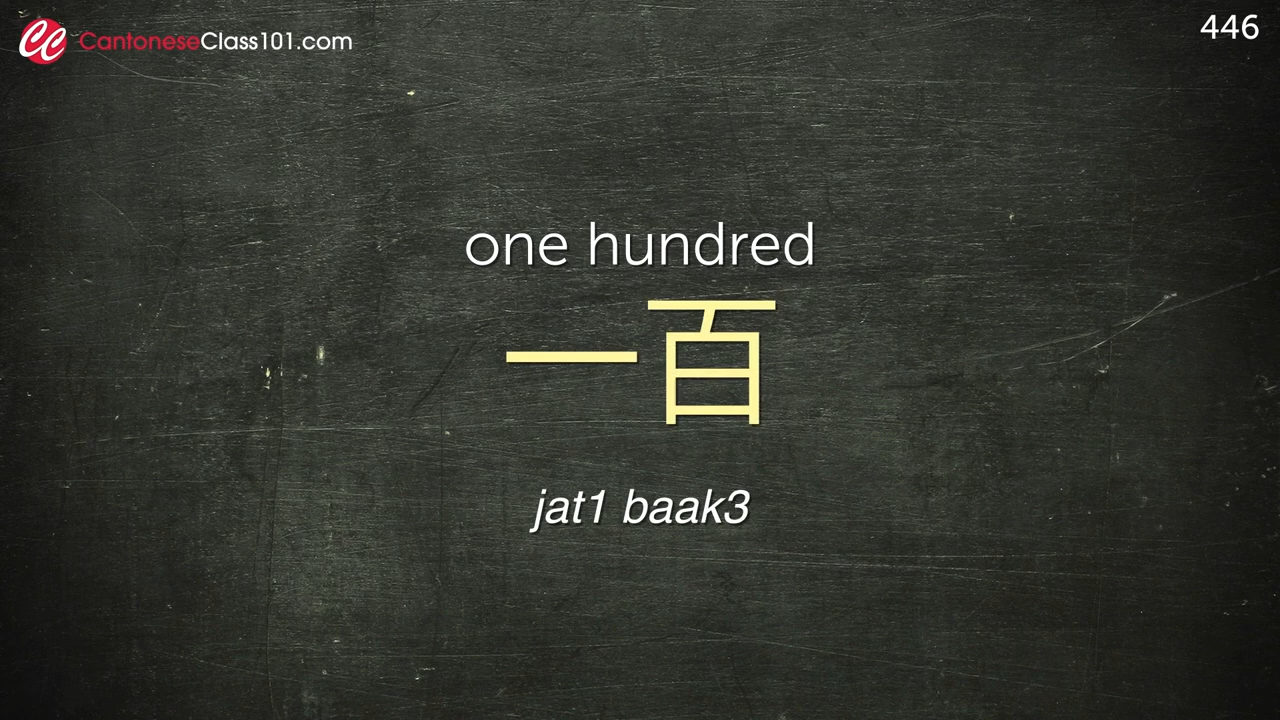 CantoneseClass101.com
446
one hundred
一百
jat1 baak3